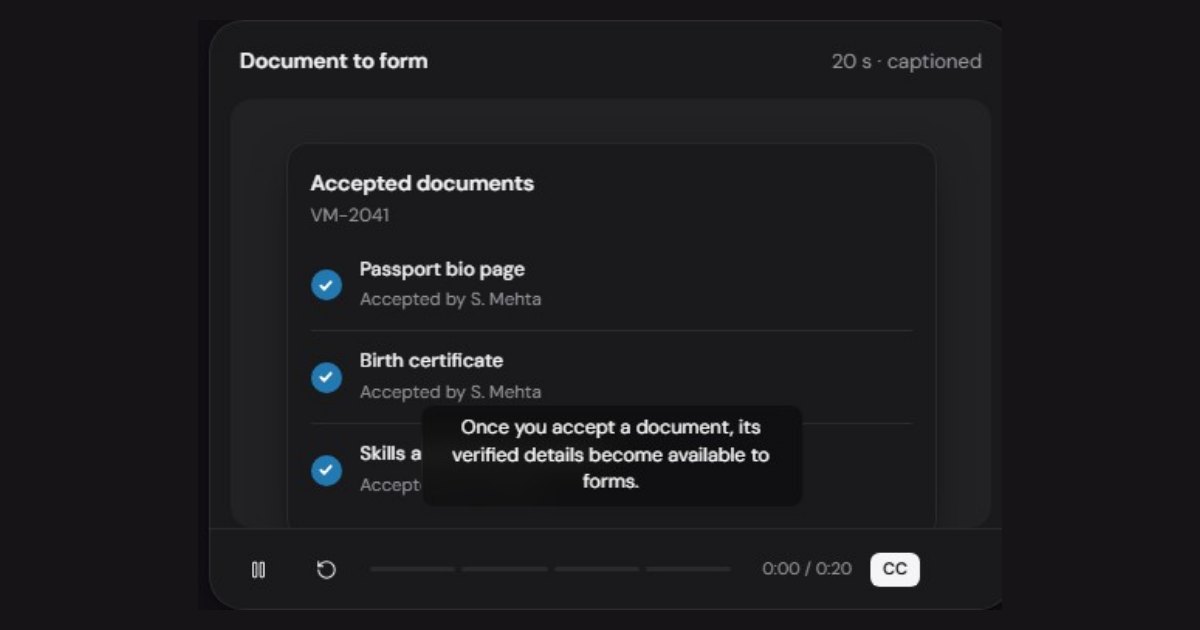 Document to form
20 s · captioned
Accepted documents
VM-2041
Passport bio page
Accepted by S. Mehta
Birth certificate
Accepted by S. Mehta
Skills
Once you accept a document, its
verified details become available to
forms.
0:00 / 0:20
CC